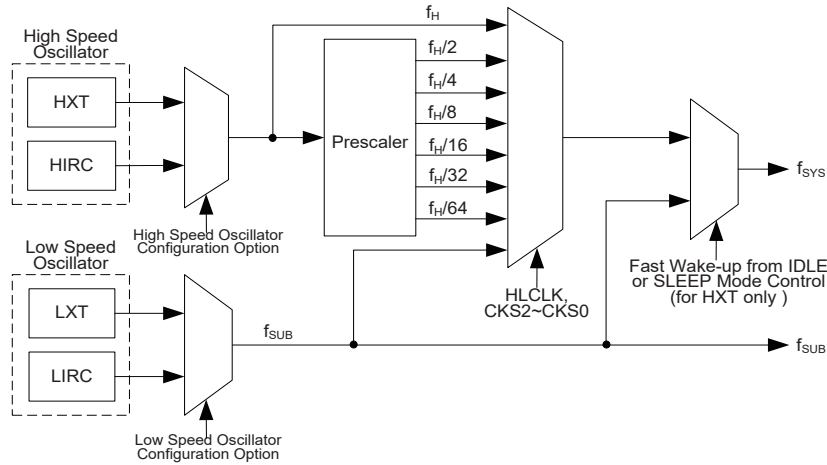 High Speed
Oscillator
HXT
HIRC
High Speed Oscillator
Configuration Option
f_H
Prescaler
f_H/2
f_H/4
f_H/8
f_H/16
f_H/32
f_H/64
HLCLK,
CKS2~CKS0
f_SYS
Fast Wake-up from IDLE
or SLEEP Mode Control
(for HXT only )
Low Speed
Oscillator
LXT
LIRC
f_SUB
Low Speed Oscillator
Configuration Option
f_SUB